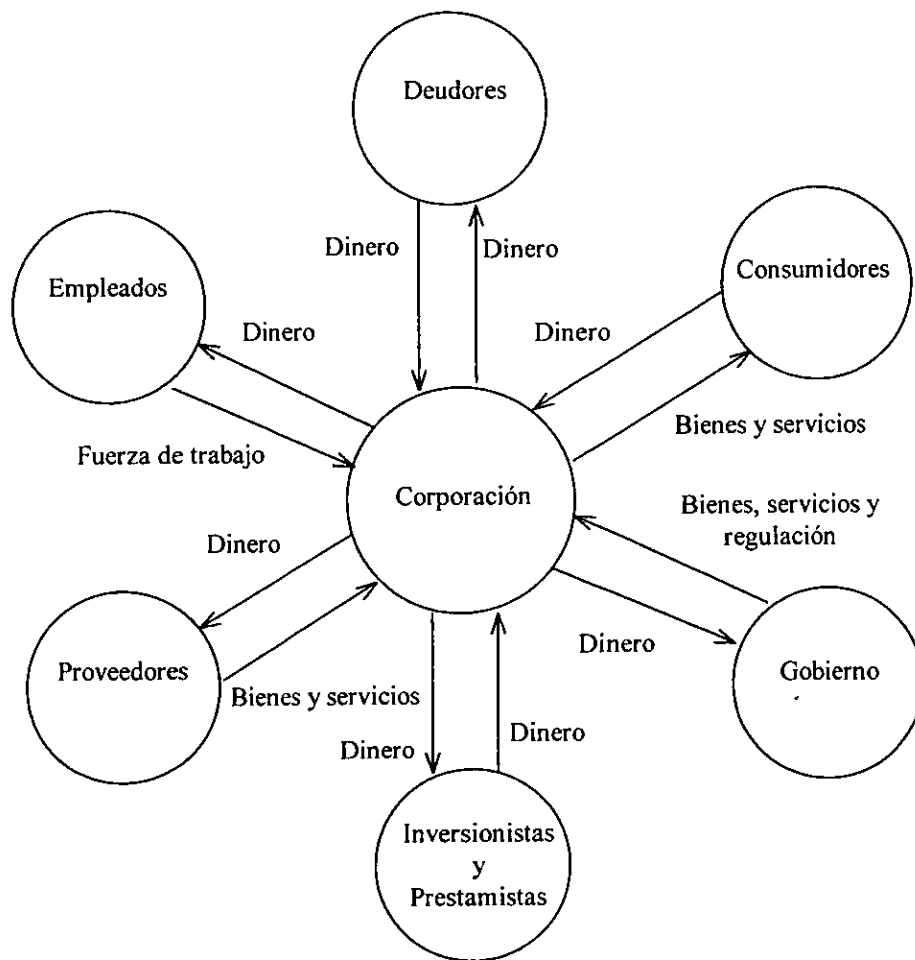 Deudores
Dinero
Dinero
Consumidores
Empleados
Dinero
Dinero
Bienes y servicios
Fuerza de trabajo
Corporación
Bienes, servicios y
regulación
Dinero
Dinero
Proveedores
Gobierno
Bienes y servicios
Dinero
Dinero
Inversionistas
y
Prestamistas